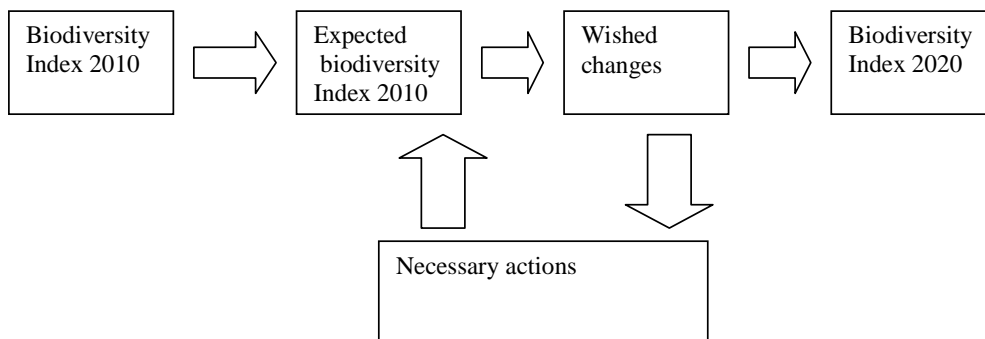 Biodiversity
Index 2010
Expected
biodiversity
Index 2010
Wished
changes
Biodiversity
Index 2020
Necessary actions